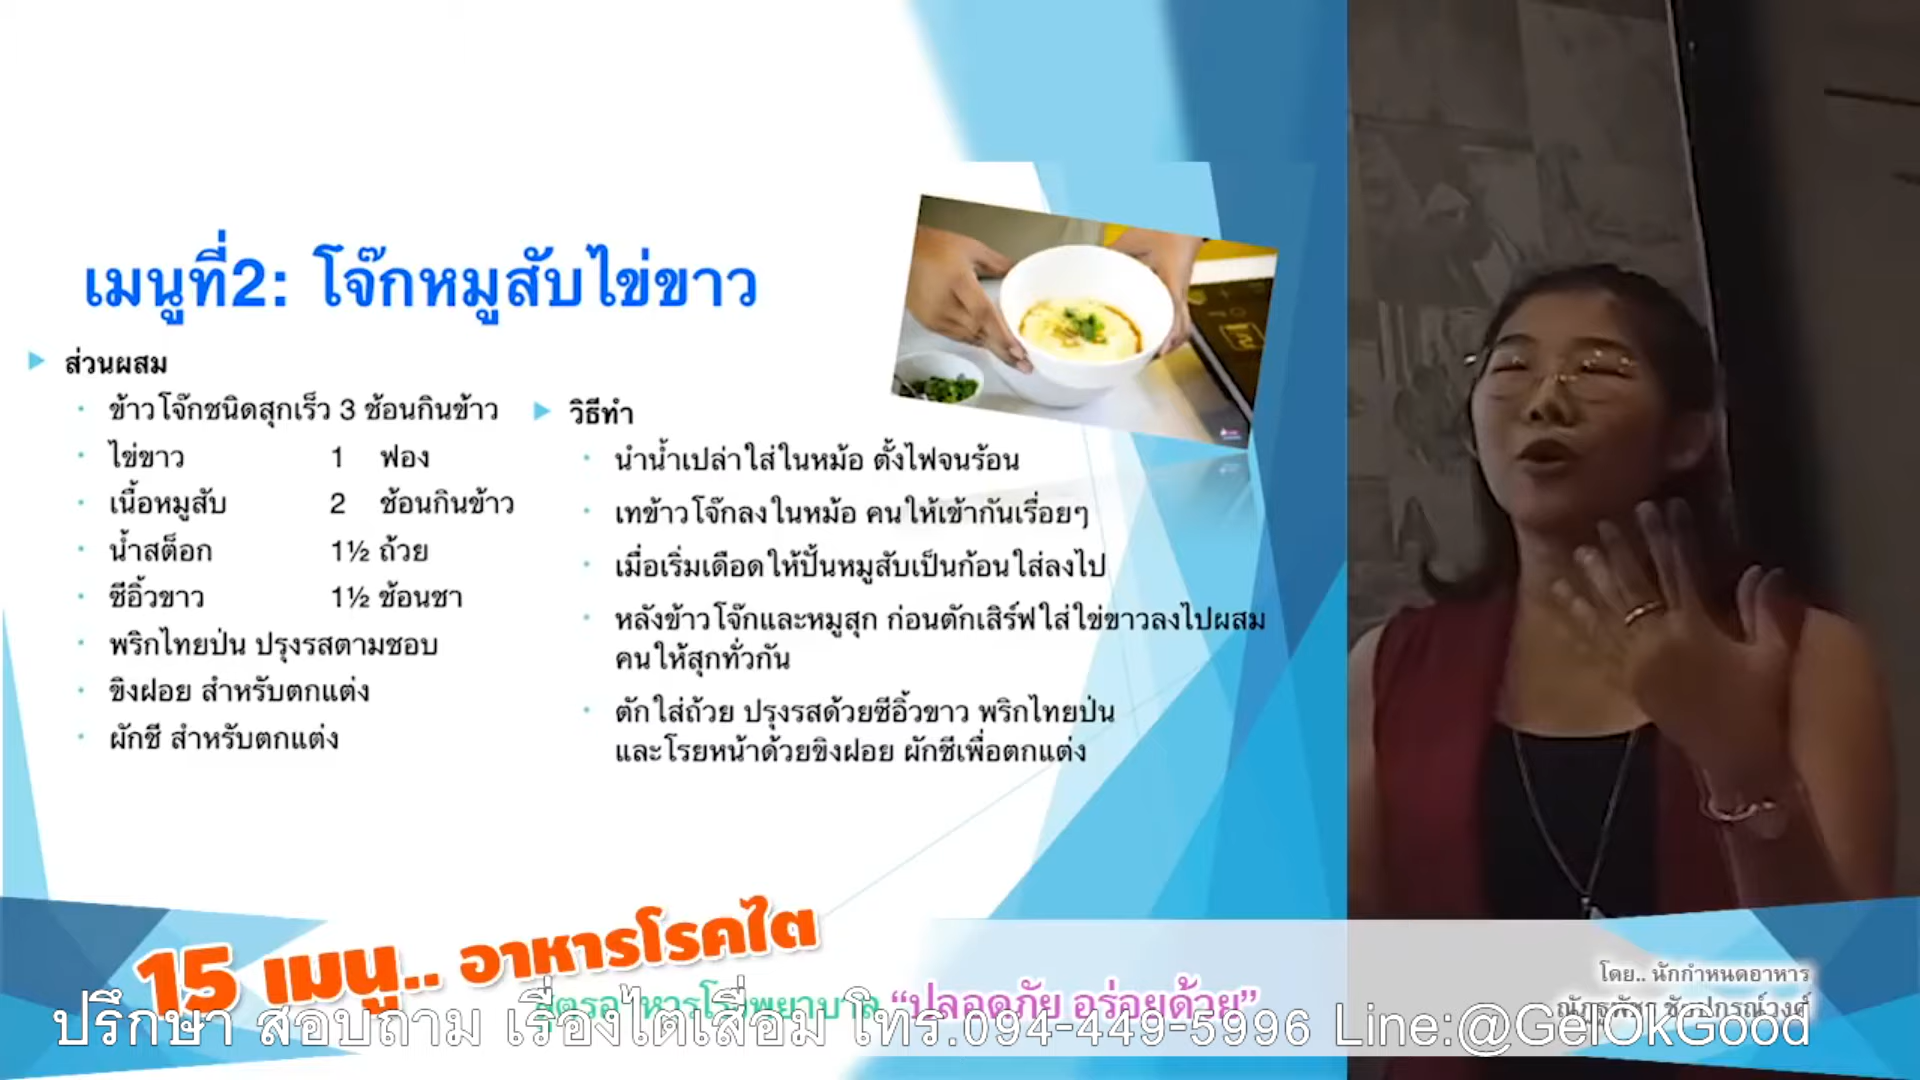 เมนูที่2: โจ๊กหมูสับไข่ขาว
ส่วนผสม
ข้าวโจ๊กชนิดสุกเร็ว 3 ช้อนกินข้าว
ไข่ขาว 1 ฟอง
เนื้อหมูสับ 2 ช้อนกินข้าว
น้ำสต็อก 1½ ถ้วย
ซีอิ้วขาว 1½ ช้อนชา
พริกไทยป่น ปรุงรสตามชอบ
ขิงฝอย สำหรับตกแต่ง
ผักชี สำหรับตกแต่ง
วิธีทำ
นำน้ำเปล่าใส่ในหม้อ ตั้งไฟจนร้อน
เทข้าวโจ๊กลงในหม้อ คนให้เข้ากันเรื่อยๆ
เมื่อเริ่มเดือดให้ปั้นหมูสับเป็นก้อนใส่ลงไป
หลังข้าวโจ๊กและหมูสุก ก่อนตักเสิร์ฟใส่ไข่ขาวลงไปผสม
คนให้สุกทั่วกัน
ตักใส่ถ้วย ปรุงรสด้วยซีอิ้วขาว พริกไทยป่น
และโรยหน้าด้วยขิงฝอย ผักชีเพื่อตกแต่ง
15 เมนู.. อาหารโรคไต
สูตรอาหารโรงพยาบาล “ปลอดภัย อร่อยด้วย”
โดย.. นักกำหนดอาหาร
ปรึกษา สอบถาม เรื่องไตเสื่อม โทร.094-449-5996 Line:@GetOkGood